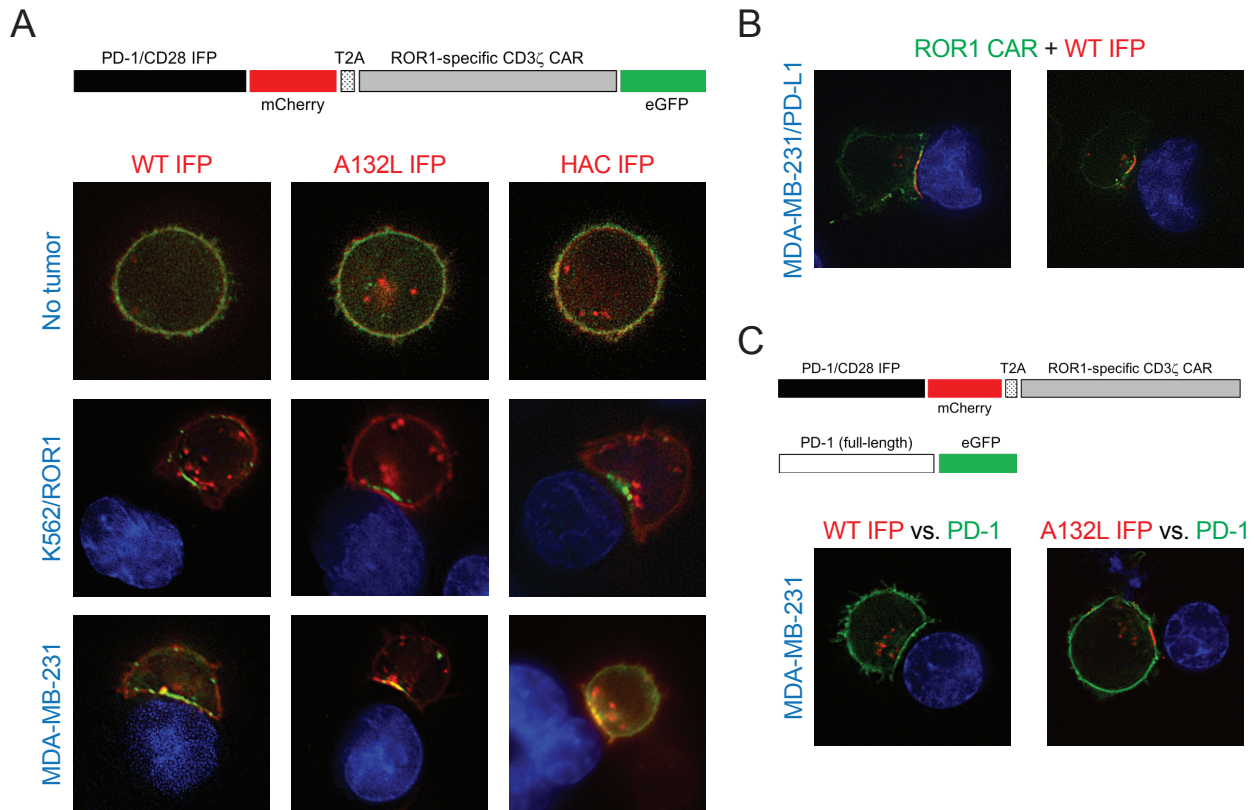 A
PD-1/CD28 IFP
T2A
ROR1-specific CD3ζ CAR
mCherry
eGFP
WT IFP
A132L IFP
HAC IFP
No tumor
K562/ROR1
MDA-MB-231
B
ROR1 CAR + WT IFP
MDA-MB-231/PD-L1
C
PD-1/CD28 IFP
T2A
ROR1-specific CD3ζ CAR
mCherry
PD-1 (full-length)
eGFP
WT IFP vs. PD-1
A132L IFP vs. PD-1
MDA-MB-231